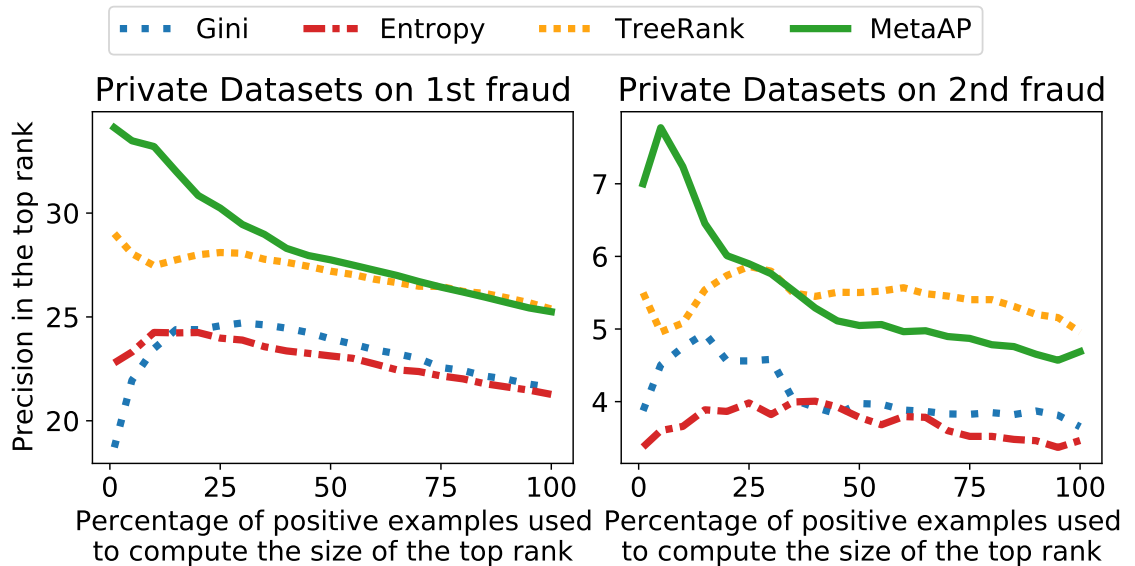 Gini Entropy TreeRank MetaAP
Private Datasets on 1st fraud
Precision in the top rank
30
25
20
0 25 50 75 100
Percentage of positive examples used
to compute the size of the top rank
Private Datasets on 2nd fraud
7
6
5
4
0 25 50 75 100
Percentage of positive examples used
to compute the size of the top rank